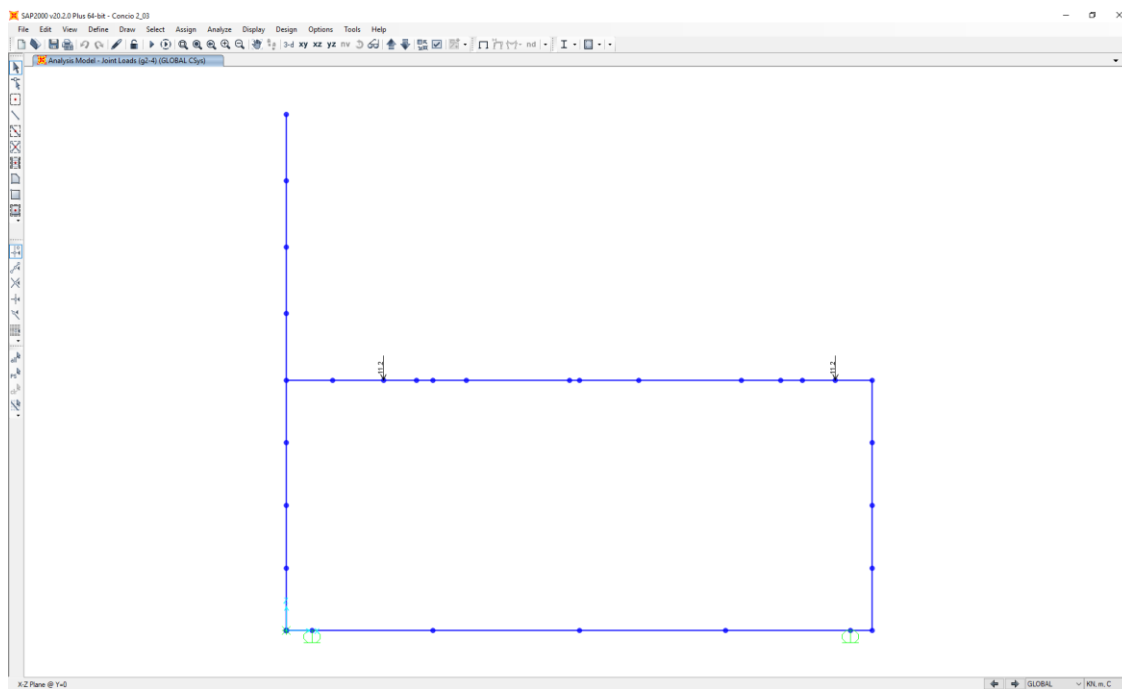 SAP2000 v20.2.0 Plus 64-bit - Concio 2_03
File Edit View Define Draw Select Assign Analyze Display Design Options Tools Help
3-d xy xz yz nv nd
Analysis Model - Joint Loads (g2-4) (GLOBAL CSys)
-11.2
-11.2
X-Z Plane @ Y=0
GLOBAL
KN, m, C